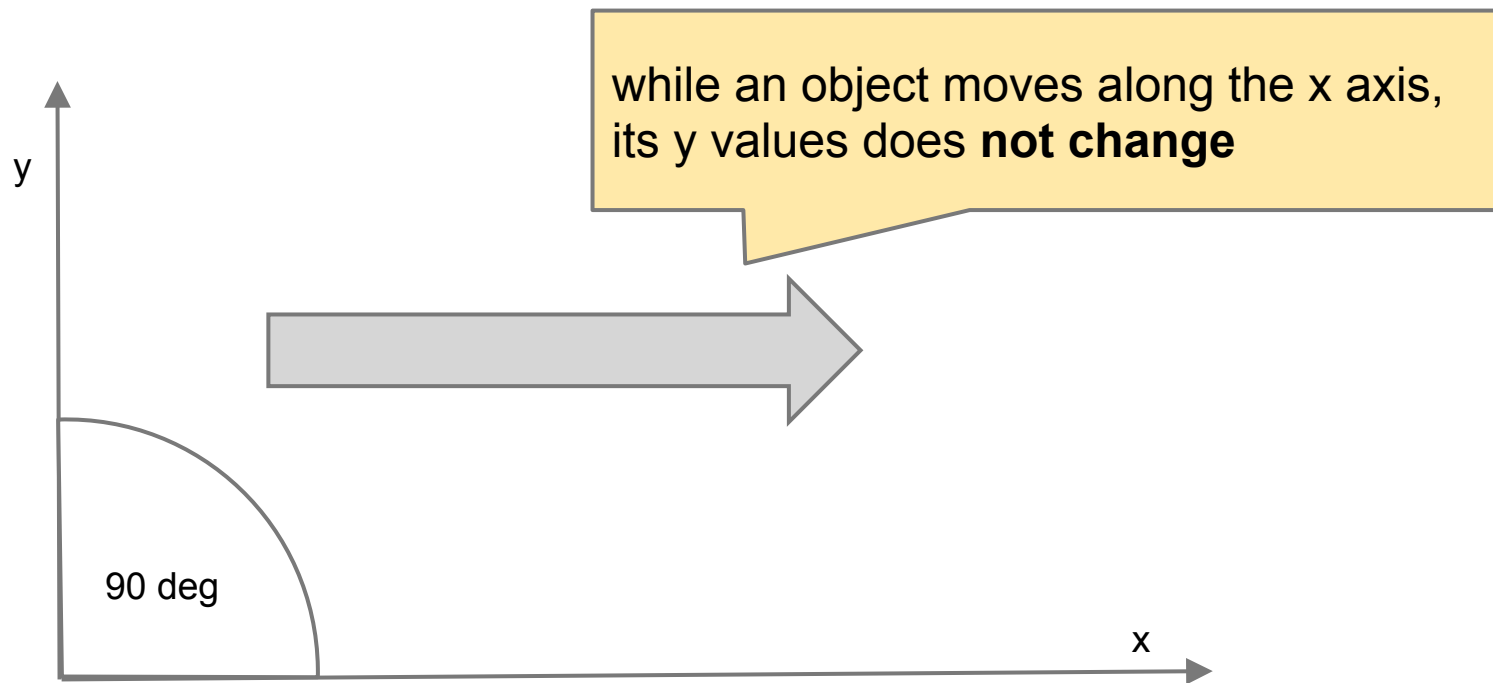 while an object moves along the x axis,
its y values does not change
y
90 deg
x